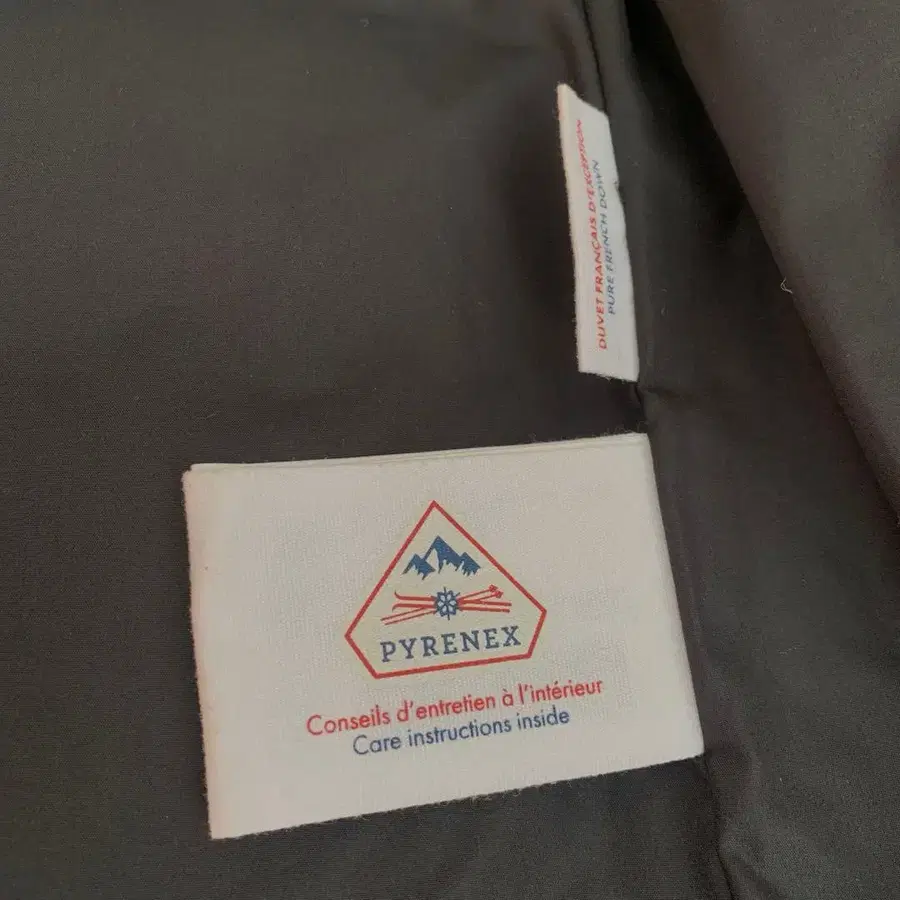 DUVET FRANÇAIS D'EXCEPTION
PURE FRENCH DOWN
PYRENEX
Conseils d'entretien à l'intérieur
Care instructions inside